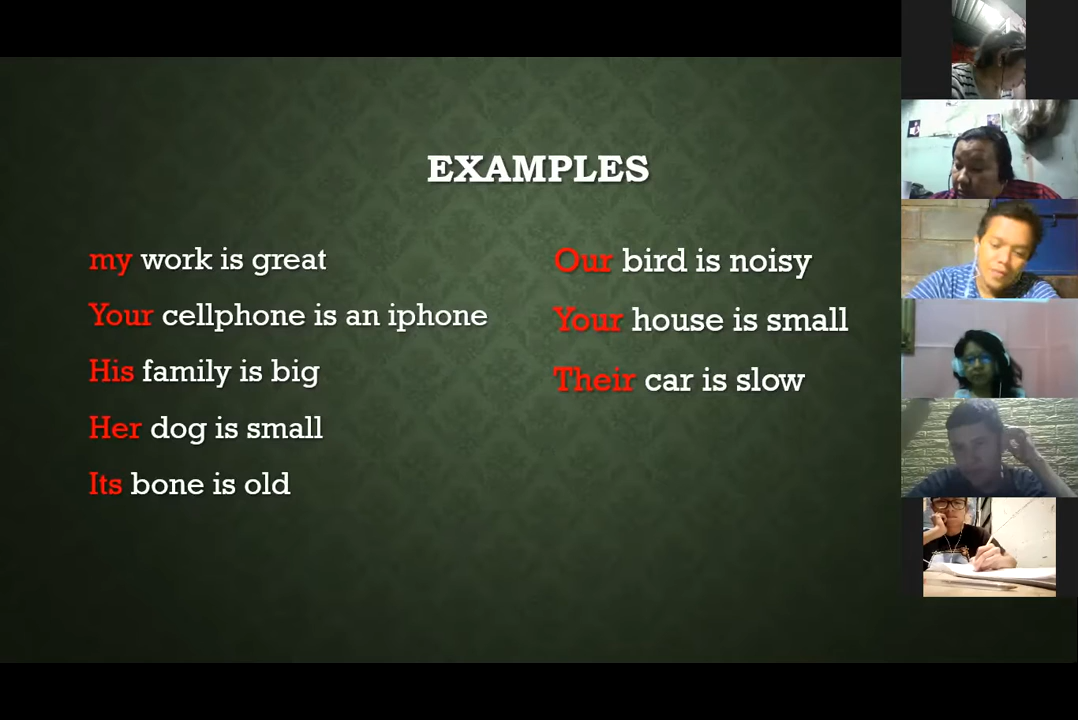 EXAMPLES
my work is great
Your cellphone is an iphone
His family is big
Her dog is small
Its bone is old
Our bird is noisy
Your house is small
Their car is slow